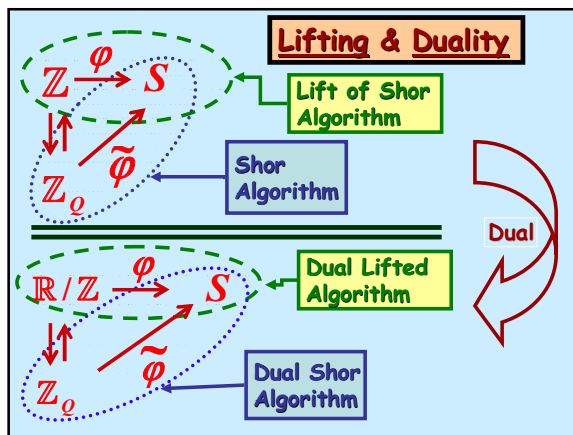 Lifting & Duality
φ
ℤ S
Lift of Shor
Algorithm
φ̃
ℤ_Q
Shor
Algorithm
Dual
φ
ℝ / ℤ S
Dual Lifted
Algorithm
φ̃
ℤ_Q
Dual Shor
Algorithm